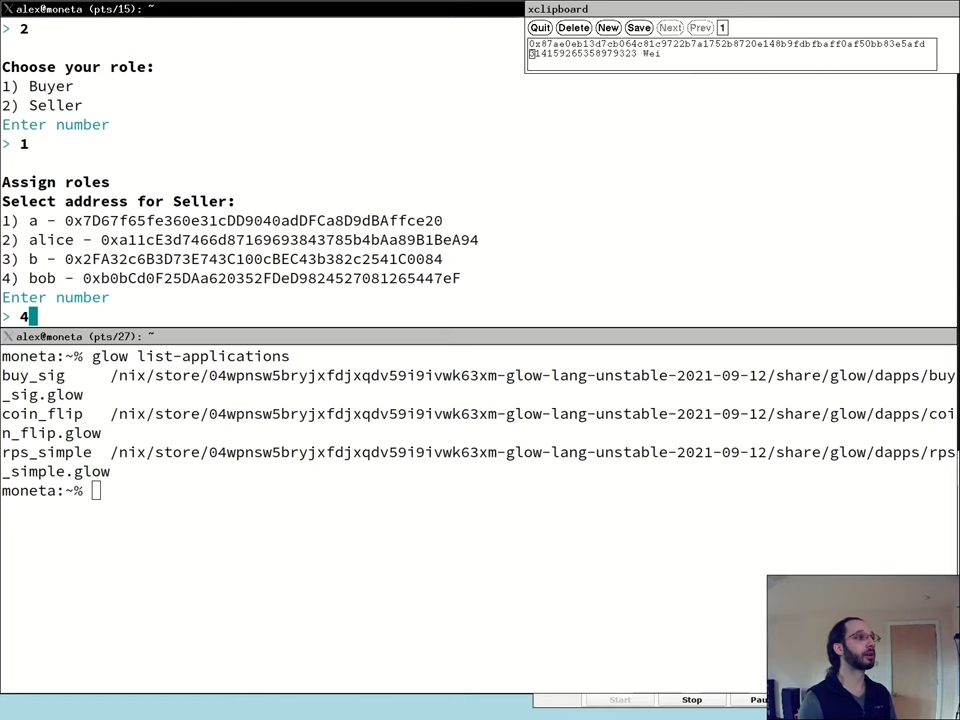 alex@moneta (pts/15): ~
> 2
Choose your role:
1) Buyer
2) Seller
Enter number
> 1
Assign roles
Select address for Seller:
1) a - 0x7D67f65fe360e31cDD9040adDFCa8D9dBAffce20
2) alice - 0xa11cE3d7466d87169693843785b4bAa89B1BeA94
3) b - 0x2FA32c6B3D73E743C100cBEC43b382c2541C0084
4) bob - 0xb0bCd0F25DAa620352FDeD9824527081265447eF
Enter number
> 4
xclipboard
Quit Delete New Save Next Prev 1
0x87ae0eb13d7cb064c81c9722b7a1752b8720e148b9fdbfbaff0af50bb83e5afd
314159265358979323 Wei
alex@moneta (pts/27): ~
moneta:~% glow list-applications
buy_sig /nix/store/04wpnsw5bryjxfdjxqdv59i9ivwk63xm-glow-lang-unstable-2021-09-12/share/glow/dapps/buy
_sig.glow
coin_flip /nix/store/04wpnsw5bryjxfdjxqdv59i9ivwk63xm-glow-lang-unstable-2021-09-12/share/glow/dapps/coi
n_flip.glow
rps_simple /nix/store/04wpnsw5bryjxfdjxqdv59i9ivwk63xm-glow-lang-unstable-2021-09-12/share/glow/dapps/rps
_simple.glow
moneta:~%
Start Stop Pau